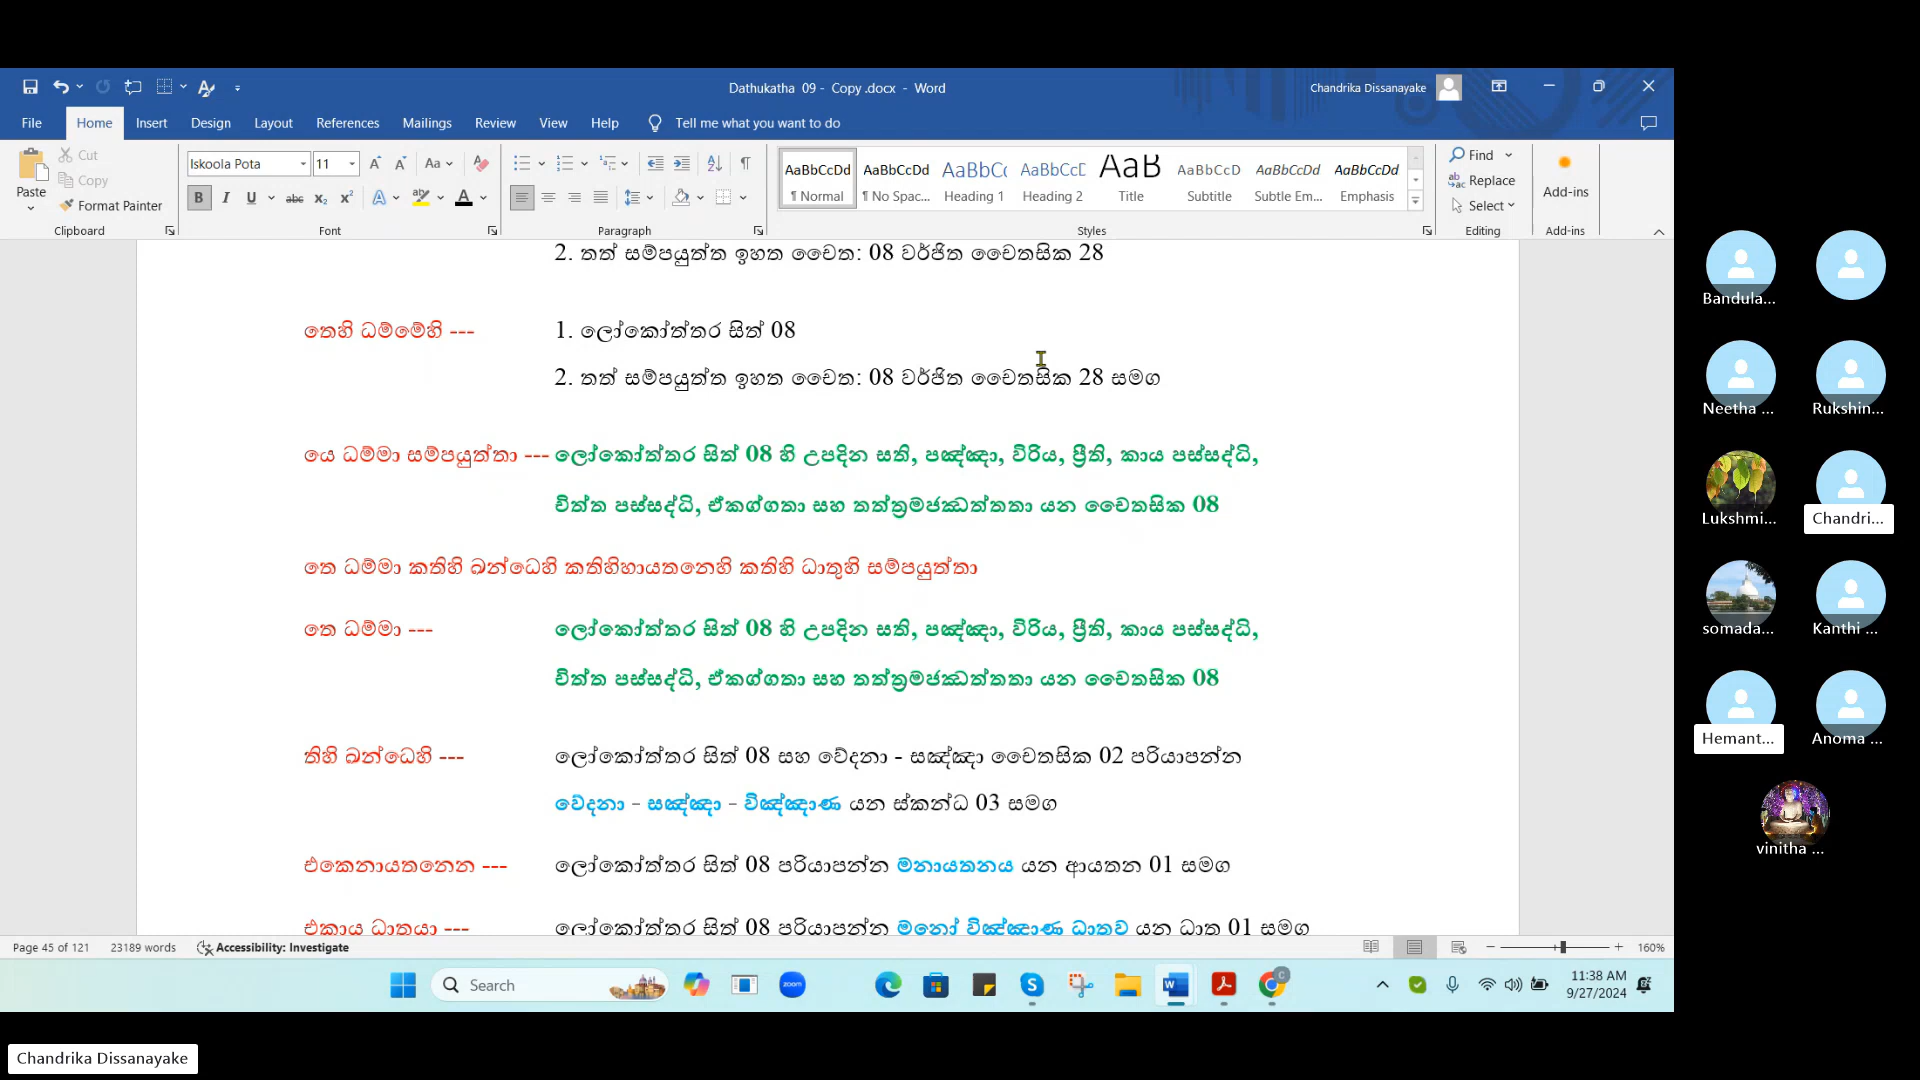 Dathukatha 09 - Copy .docx - Word
Chandrika Dissanayake
File Home Insert Design Layout References Mailings Review View Help Tell me what you want to do
Paste
Cut
Copy
Format Painter
Clipboard
Iskoola Pota 11
Font
Paragraph
AaBbCcDd AaBbCcDd AaBbCc AaBbCcD AaB AaBbCcD AaBbCcDd AaBbCcDd
¶ Normal ¶ No Spac... Heading 1 Heading 2 Title Subtitle Subtle Em... Emphasis
Styles
Find
Replace
Select
Editing
Add-ins
Add-ins
2. තත් සම්පයුත්ත ඉහත චෛත: 08 වර්ජිත චෛතසික 28
තෙහි ධම්මේහි --- 1. ලෝකෝත්තර සිත් 08
2. තත් සම්පයුත්ත ඉහත චෛත: 08 වර්ජිත චෛතසික 28 සමග
යෙ ධම්මා සම්පයුත්තා --- ලෝකෝත්තර සිත් 08 හි උපදින සති, පඤ්ඤා, විරිය, ප්‍රීති, කාය පස්සද්ධි,
චිත්ත පස්සද්ධි, ඒකග්ගතා සහ තත්‍රමජඣත්තතා යන චෛතසික 08
තෙ ධම්මා කතිහි ඛන්ධෙහි කතිහිහායතනෙහි කතිහි ධාතුහි සම්පයුත්තා
තෙ ධම්මා --- ලෝකෝත්තර සිත් 08 හි උපදින සති, පඤ්ඤා, විරිය, ප්‍රීති, කාය පස්සද්ධි,
චිත්ත පස්සද්ධි, ඒකග්ගතා සහ තත්‍රමජඣත්තතා යන චෛතසික 08
තිහි ඛන්ධෙහි --- ලෝකෝත්තර සිත් 08 සහ වේදනා - සඤ්ඤා චෛතසික 02 පරියාපන්න
වේදනා - සඤ්ඤා - විඤ්ඤාණ යන ස්කන්ධ 03 සමග
එකෙනායතනෙන --- ලෝකෝත්තර සිත් 08 පරියාපන්න මනායතනය යන ආයතන 01 සමග
එකාය ධාතුයා --- ලෝකෝත්තර සිත් 08 පරියාපන්න මනෝ විඤ්ඤාණ ධාතුව යන ධාතු 01 සමග
Page 45 of 121 23189 words Accessibility: Investigate 160%
Search
zoom
11:38 AM
9/27/2024
Bandula...
Neetha ... Rukshin...
Lukshmi... Chandri...
somada... Kanthi ...
Hemant... Anoma ...
vinitha ...
Chandrika Dissanayake